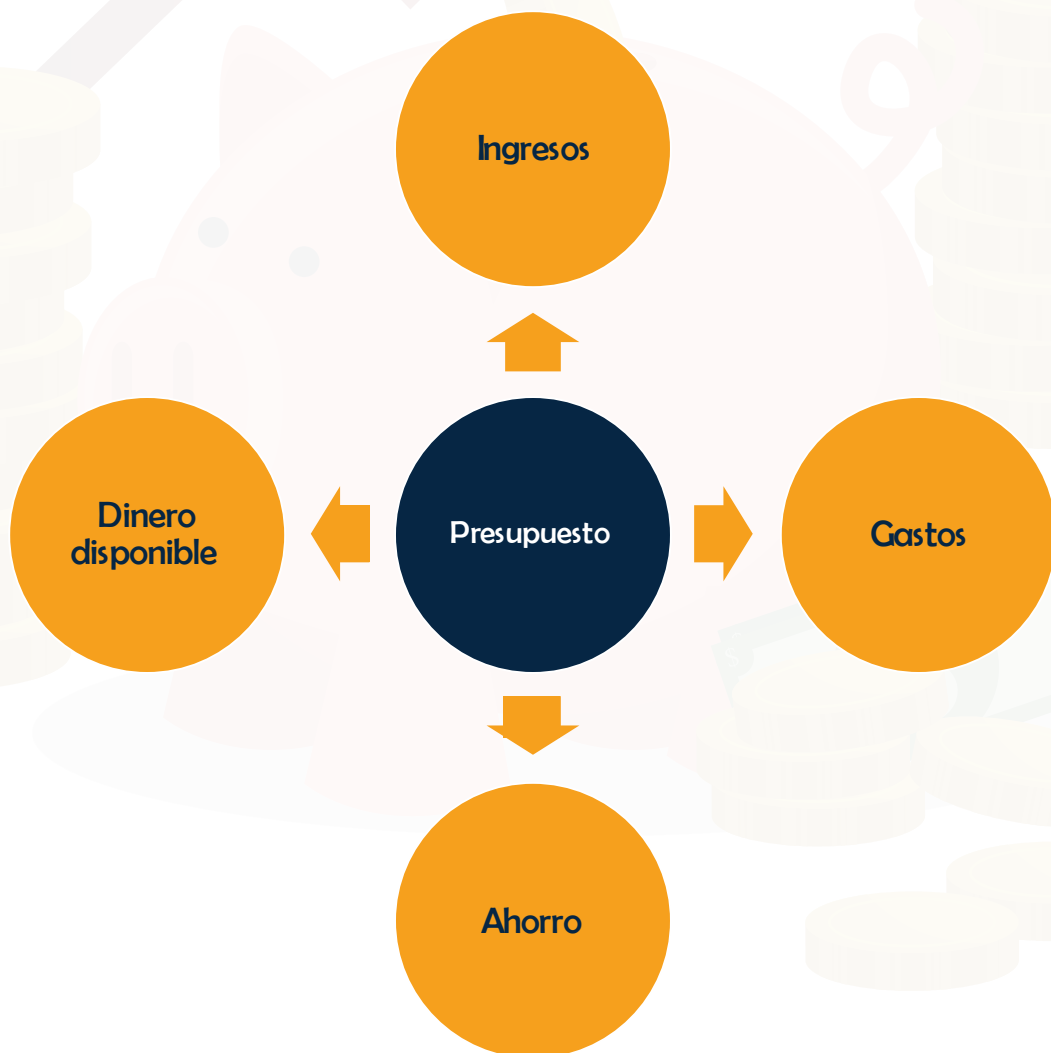 Ingresos
Dinero
disponible
Presupuesto
Gastos
Ahorro